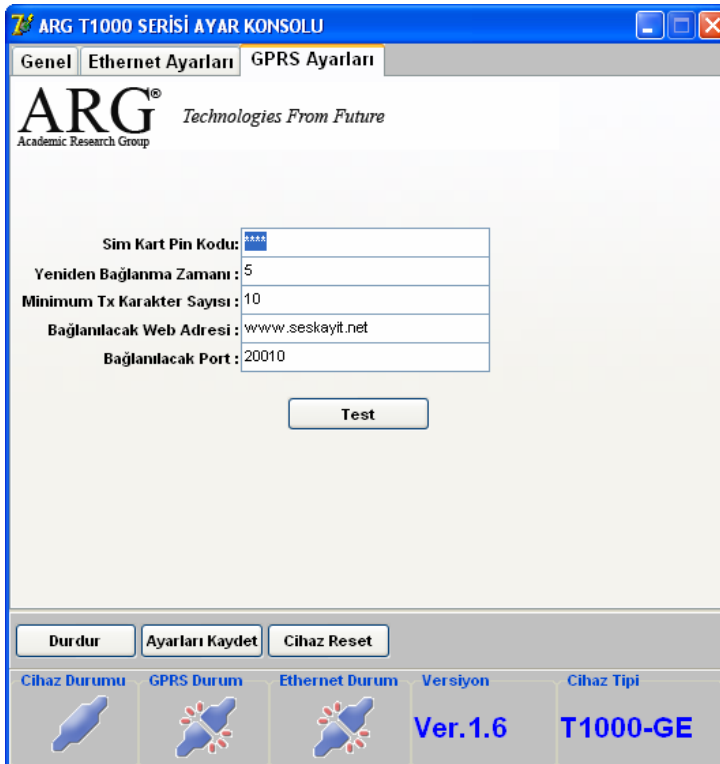 ARG T1000 SERİSİ AYAR KONSOLU
Genel Ethernet Ayarları GPRS Ayarları
ARG® Technologies From Future
Academic Research Group
Sim Kart Pin Kodu: ****
Yeniden Bağlanma Zamanı : 5
Minimum Tx Karakter Sayısı : 10
Bağlanılacak Web Adresi : www.seskayit.net
Bağlanılacak Port : 20010
Test
Durdur Ayarları Kaydet Cihaz Reset
Cihaz Durumu GPRS Durum Ethernet Durum Versiyon Cihaz Tipi
Ver.1.6 T1000-GE